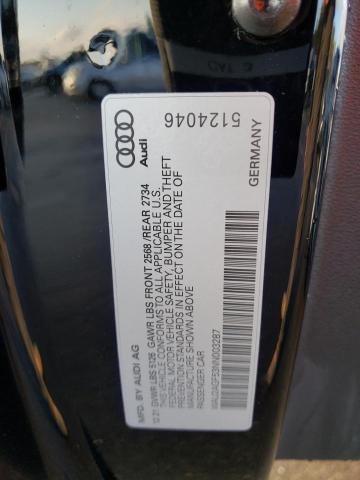 Audi
5124046
GERMANY
MFG. BY AUDI AG
12.21 GVWR LBS 5126 GAWR LBS FRONT 2568/REAR 2734
THIS VEHICLE CONFORMS TO ALL APPLICABLE U.S.
FEDERAL MOTOR VEHICLE SAFETY, BUMPER AND THEFT
PREVENTION STANDARDS IN EFFECT ON THE DATE OF
MANUFACTURE SHOWN ABOVE
PASSENGER CAR